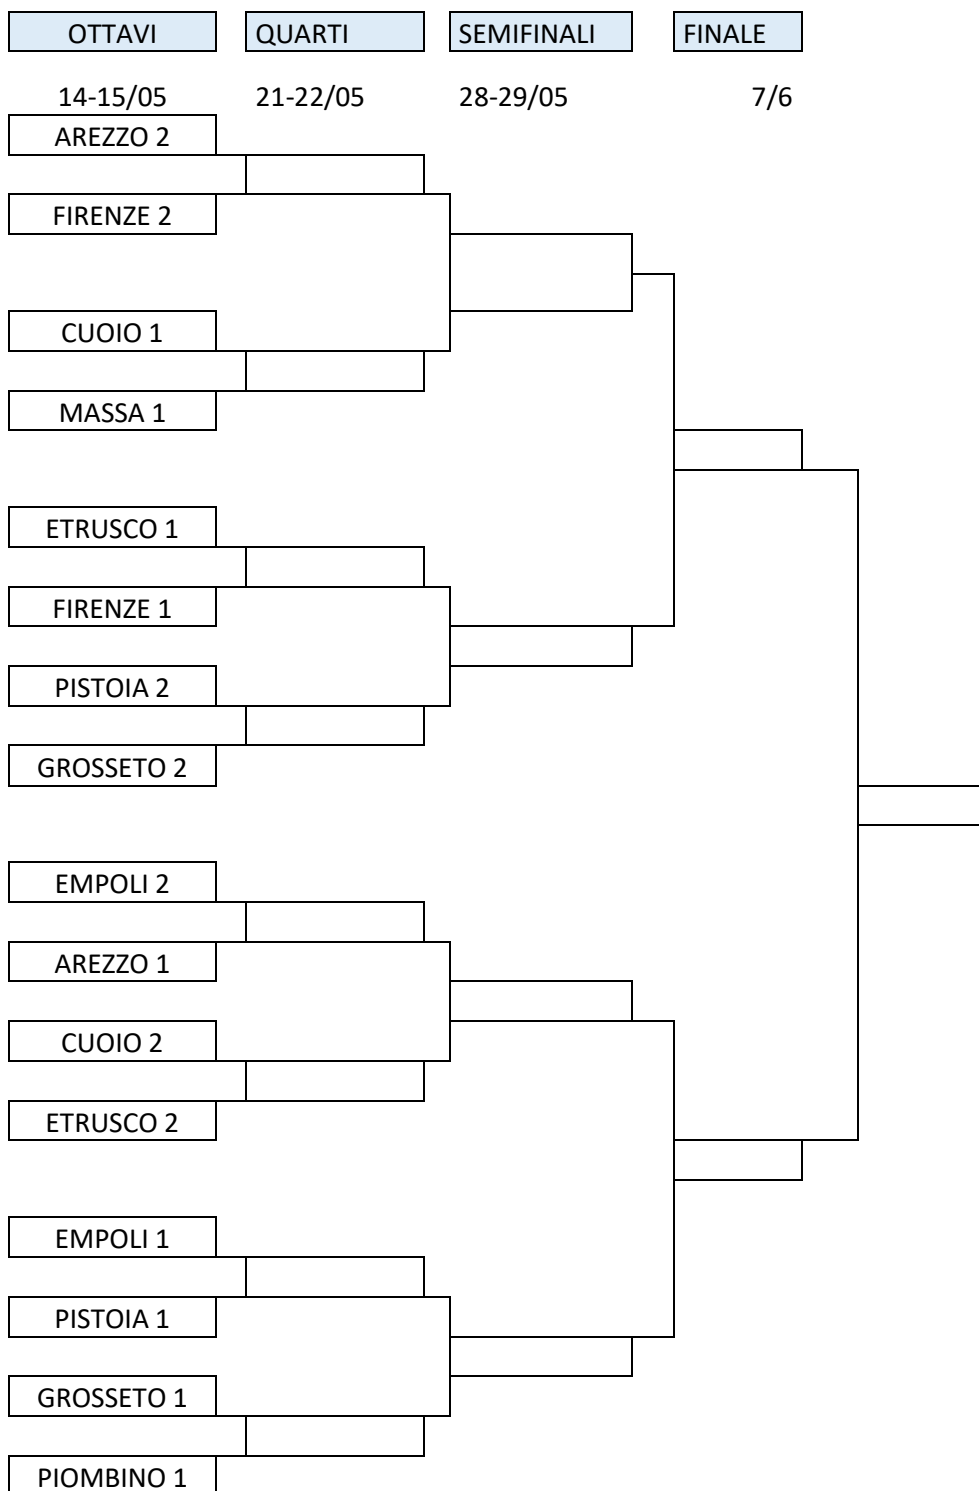 OTTAVI QUARTI SEMIFINALI FINALE
14-15/05 21-22/05 28-29/05 7/6
AREZZO 2
FIRENZE 2
CUOIO 1
MASSA 1
ETRUSCO 1
FIRENZE 1
PISTOIA 2
GROSSETO 2
EMPOLI 2
AREZZO 1
CUOIO 2
ETRUSCO 2
EMPOLI 1
PISTOIA 1
GROSSETO 1
PIOMBINO 1